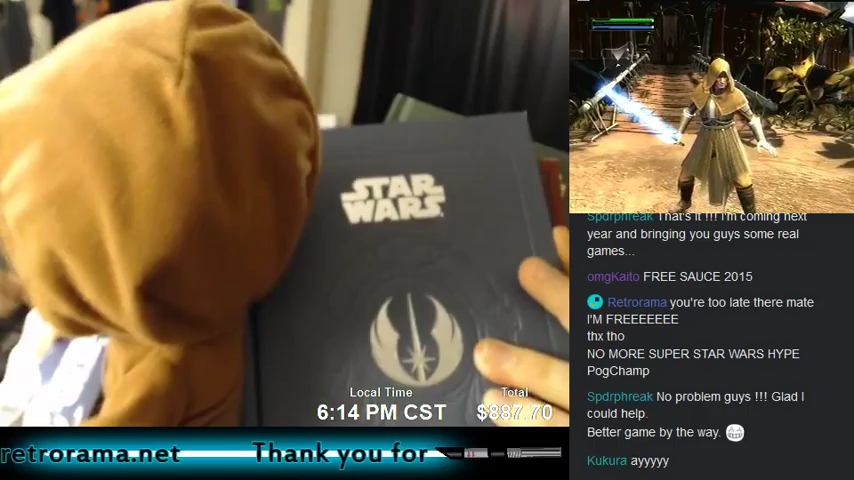 STAR
WARS
Local Time
6:14 PM CST
Total
$887.70
retrorama.net
Thank you for
Spdrphreak That's it !!! I'm coming next
year and bringing you guys some real
games...
omgKaito FREE SAUCE 2015
Retrorama you're too late there mate
I'M FREEEEEEE
thx tho
NO MORE SUPER STAR WARS HYPE
PogChamp
Spdrphreak No problem guys !!! Glad I
could help.
Better game by the way.
Kukura ayyyyy